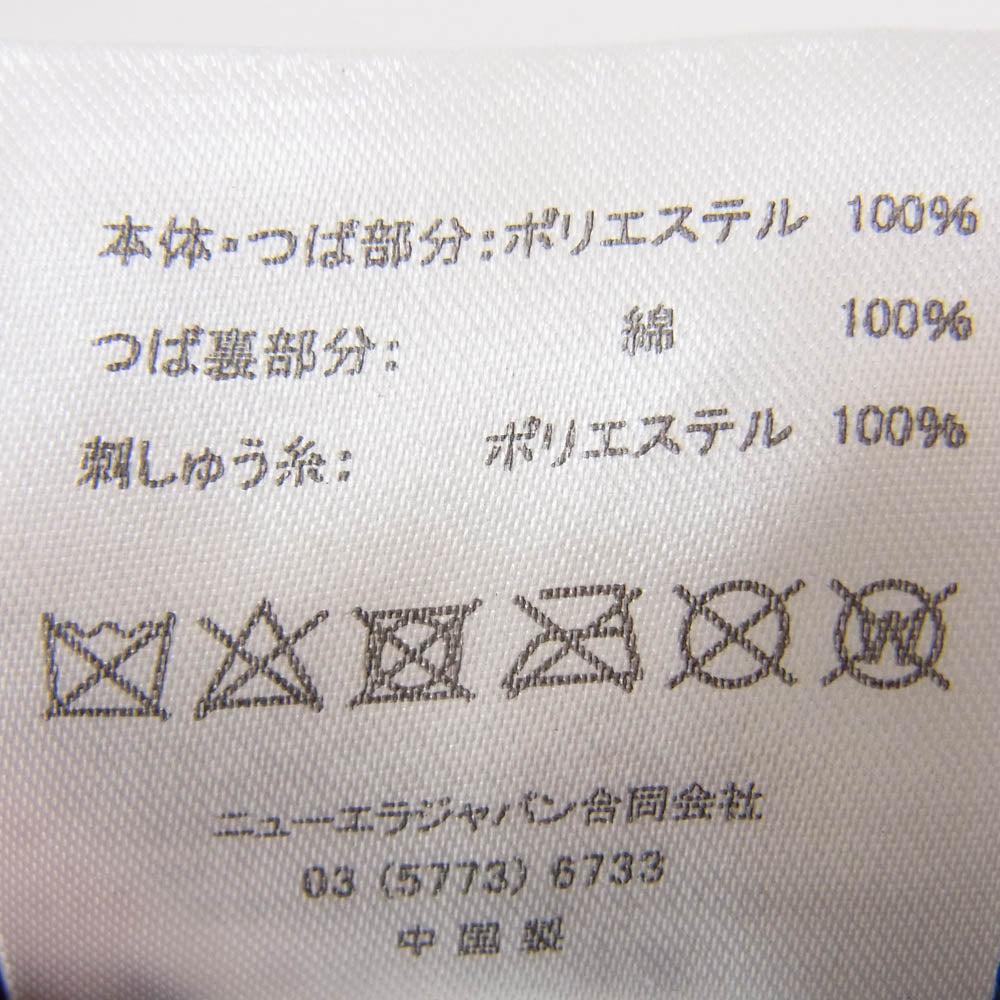 本体・つば部分:ポリエステル 100%
つば裏部分: 綿 100%
刺しゅう糸: ポリエステル 100%
W
ニューエラジャパン合同会社
03 (5773) 6733
中国製